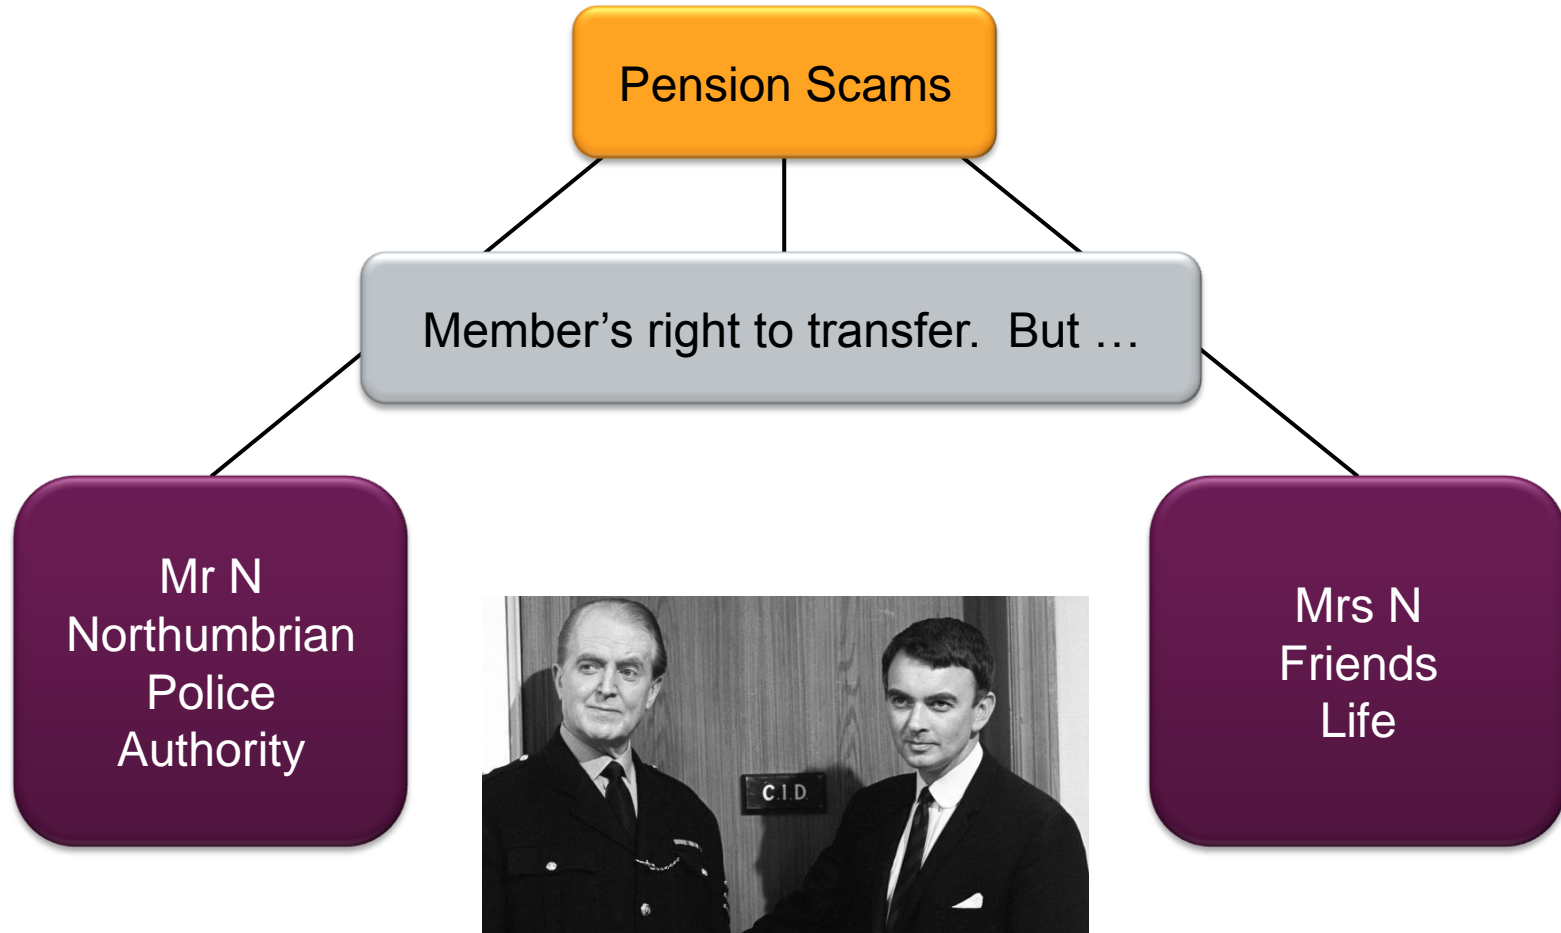 Pension Scams
Member’s right to transfer.  But …
Mr N
Northumbrian
Police
Authority
C.I.D.
Mrs N
Friends
Life